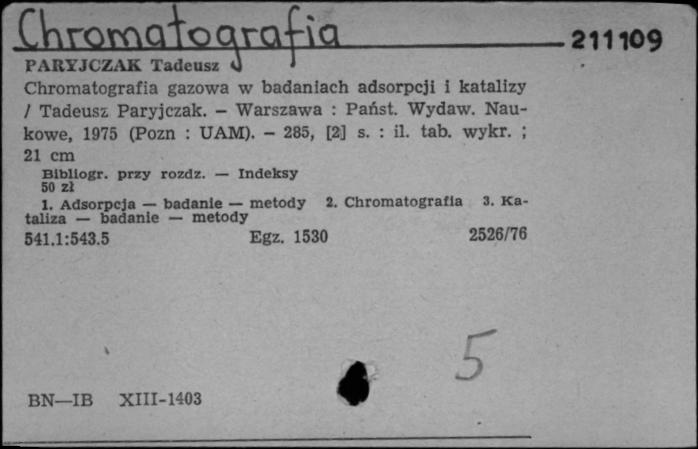 Chromatografia
211109
PARYJCZAK Tadeusz
Chromatografia gazowa w badaniach adsorpcji i katalizy
/ Tadeusz Paryjczak. – Warszawa : Państ. Wydaw. Nau-
kowe, 1975 (Pozn : UAM). – 285, [2] s. : il. tab. wykr. ;
21 cm
Bibliogr. przy rozdz. — Indeksy
50 zł
1. Adsorpcja — badanie — metody 2. Chromatografia 3. Ka-
taliza — badanie — metody
541.1:543.5 Egz. 1530 2526/76
5
BN—IB XIII-1403